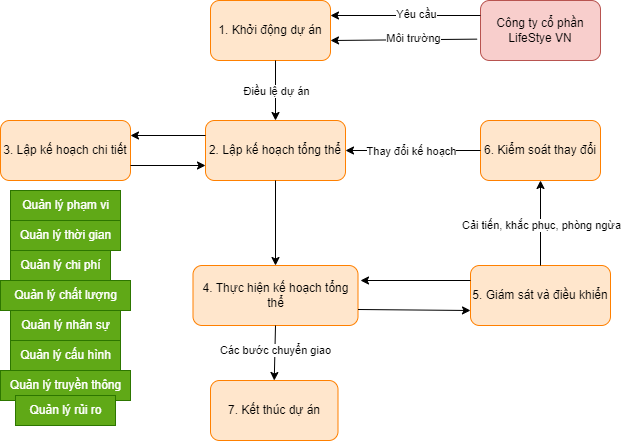 Yêu cầu
1. Khởi động dự án
Công ty cổ phần
LifeStye VN
Môi trường
Điều lệ dự án
3. Lập kế hoạch chi tiết
2. Lập kế hoạch tổng thể
Thay đổi kế hoạch
6. Kiểm soát thay đổi
Quản lý phạm vi
Quản lý thời gian
Cải tiến, khắc phục, phòng ngừa
Quản lý chi phí
Quản lý chất lượng
4. Thực hiện kế hoạch tổng
thể
5. Giám sát và điều khiển
Quản lý nhân sự
Quản lý cấu hình
Các bước chuyển giao
Quản lý truyền thông
Quản lý rủi ro
7. Kết thúc dự án